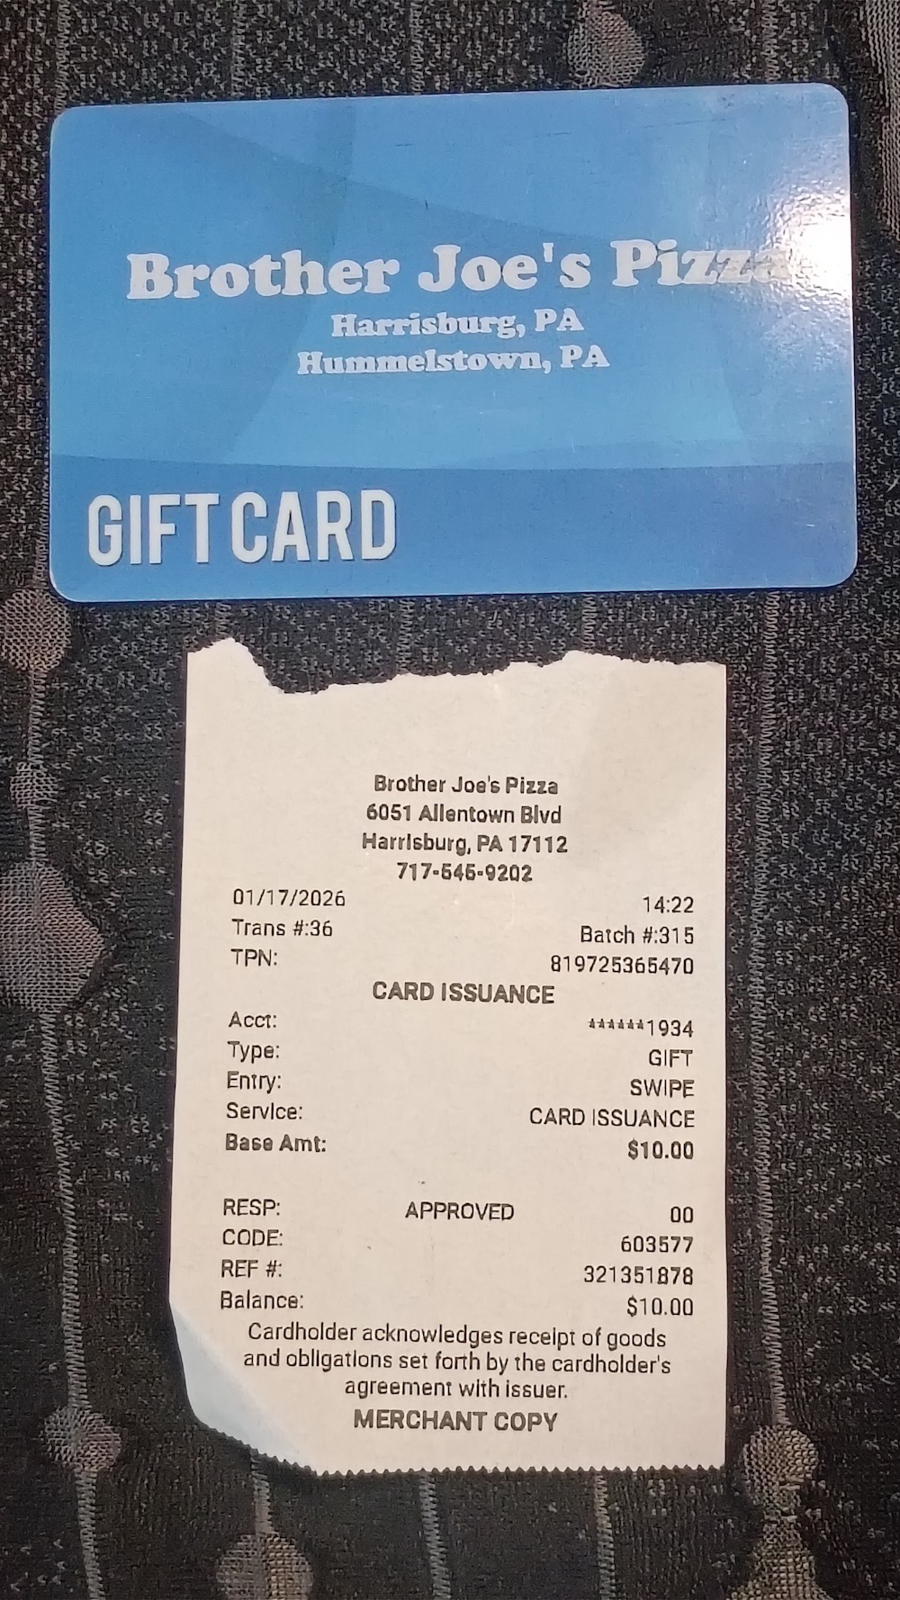 Brother Joe's Pizza
Harrisburg, PA
Hummelstown, PA
GIFT CARD
Brother Joe's Pizza
6051 Allentown Blvd
Harrisburg, PA 17112
717-545-9202
01/17/2026 14:22
Trans #:36 Batch #:315
TPN: 819725365470
CARD ISSUANCE
Acct: ******1934
Type: GIFT
Entry: SWIPE
Service: CARD ISSUANCE
Base Amt: $10.00
RESP: APPROVED 00
CODE: 603577
REF #: 321351878
Balance: $10.00
Cardholder acknowledges receipt of goods
and obligations set forth by the cardholder's
agreement with issuer.
MERCHANT COPY